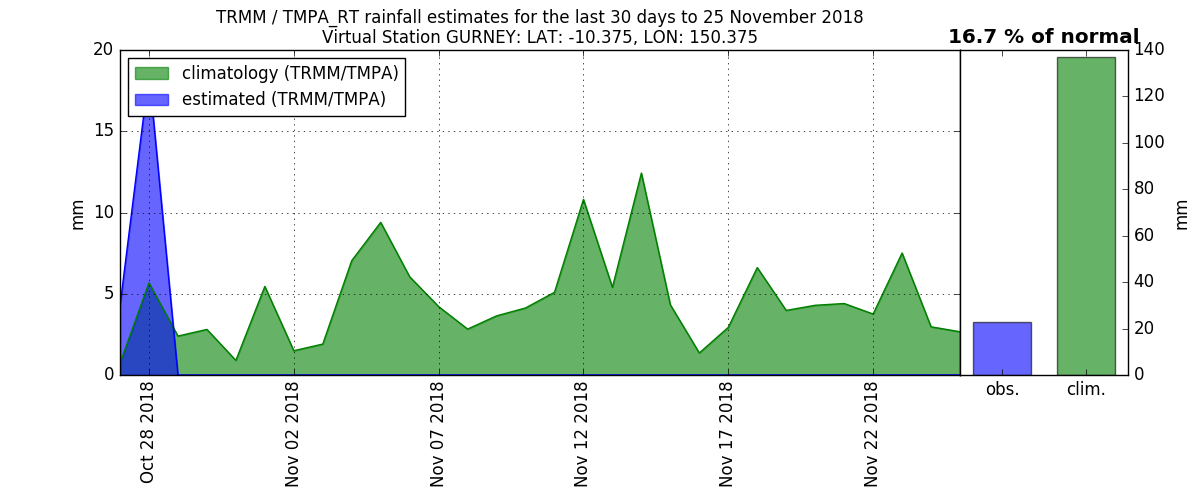 TRMM / TMPA_RT rainfall estimates for the last 30 days to 25 November 2018
Virtual Station GURNEY: LAT: -10.375, LON: 150.375
16.7 % of normal
climatology (TRMM/TMPA)
estimated (TRMM/TMPA)
20
15
10
5
0
mm
140
120
100
80
60
40
20
0
mm
Oct 28 2018
Nov 02 2018
Nov 07 2018
Nov 12 2018
Nov 17 2018
Nov 22 2018
obs.
clim.